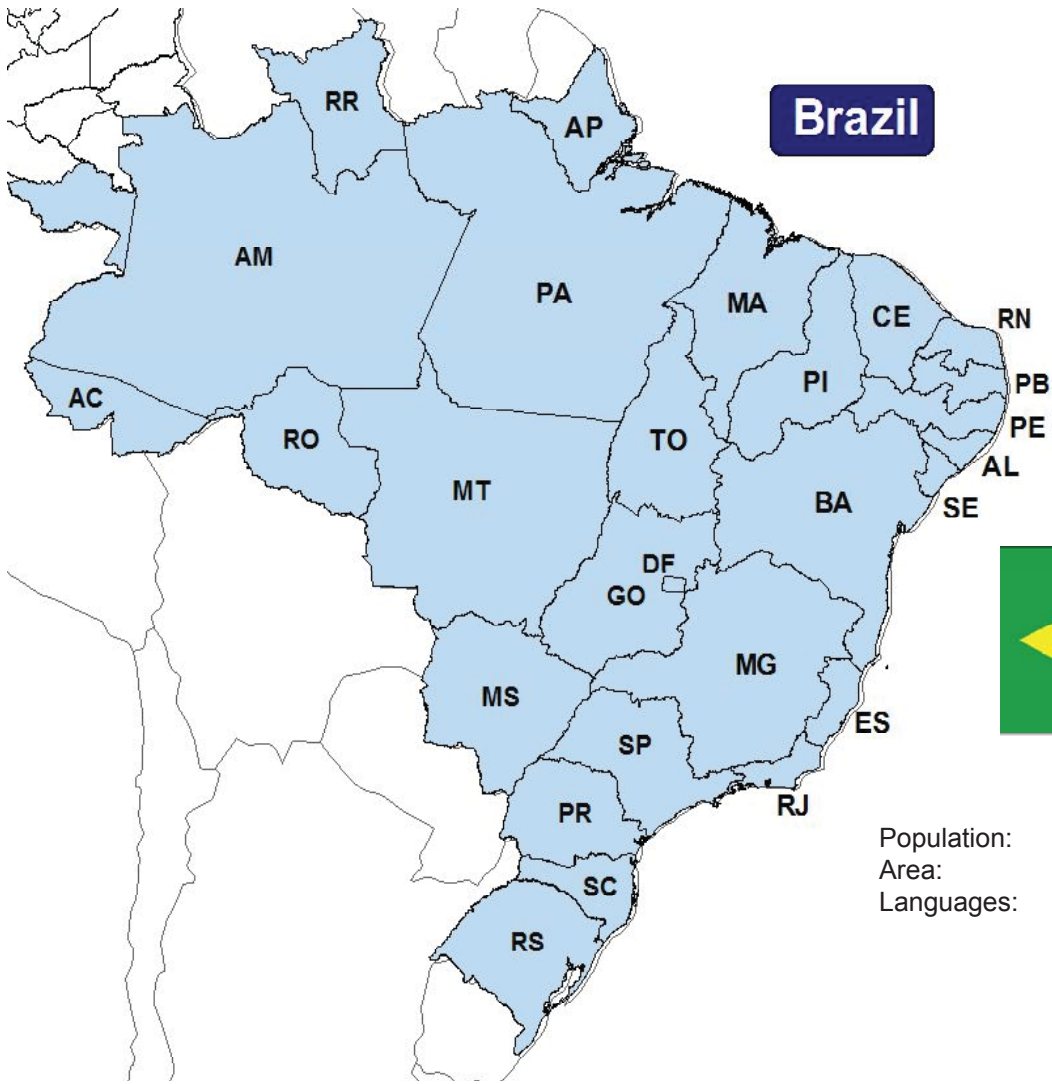 Brazil
RR
AP
AM
PA
MA
CE
RN
AC
PI
PB
RO
TO
PE
MT
AL
BA
SE
DF
GO
MG
MS
ES
SP
RJ
PR
SC
RS
Population:
Area:
Languages: